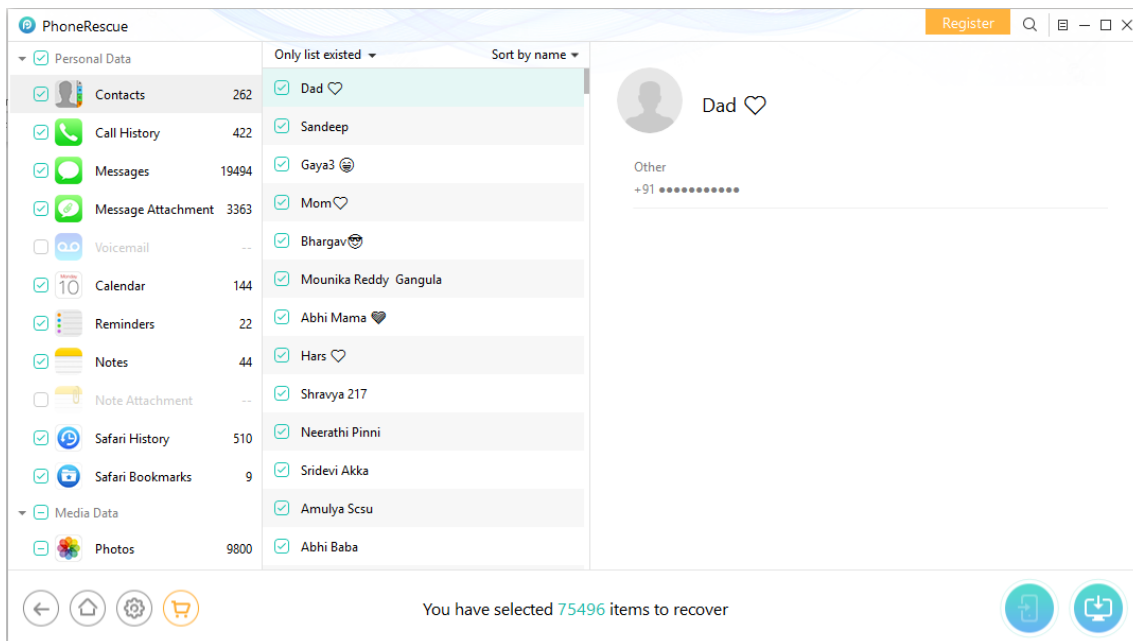 PhoneRescue
Register
Personal Data
Contacts 262
Call History 422
Messages 19494
Message Attachment 3363
Voicemail --
Monday
10
Calendar 144
Reminders 22
Notes 44
Note Attachment --
Safari History 510
Safari Bookmarks 9
Media Data
Photos 9800
Only list existed Sort by name
Dad ♡
Sandeep
Gaya3 😄
Mom♡
Bhargav😎
Mounika Reddy Gangula
Abhi Mama 💗
Hars ♡
Shravya 217
Neerathi Pinni
Sridevi Akka
Amulya Scsu
Abhi Baba
Dad ♡
Other
+91 •••••••••••
You have selected 75496 items to recover